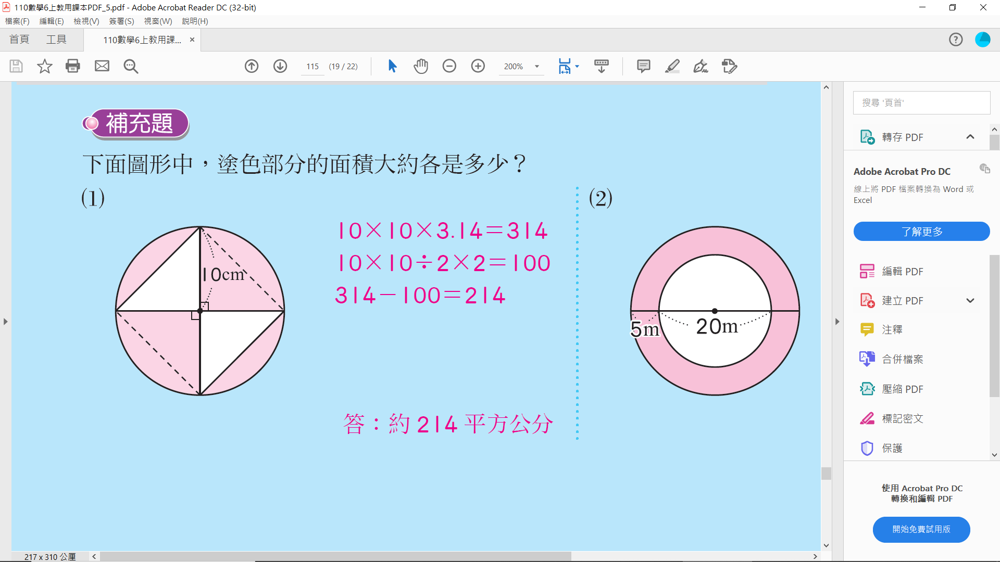 110數學6上教用課本PDF_5.pdf - Adobe Acrobat Reader DC (32-bit)
檔案(F) 編輯(E) 檢視(V) 簽署(S) 視窗(W) 說明(H)
首頁 工具 110數學6上教用課... ×
115 (19 / 22) 200%
補充題
下面圖形中，塗色部分的面積大約各是多少？
(1)
10cm
10×10×3.14＝314
10×10÷2×2＝100
314－100＝214
答：約 214 平方公分
(2)
5m
20m
217 x 310 公厘
搜尋 '頁首'
轉存 PDF
Adobe Acrobat Pro DC
線上將 PDF 檔案轉換為 Word 或
Excel
了解更多
編輯 PDF
建立 PDF
注釋
合併檔案
壓縮 PDF
標記密文
保護
使用 Acrobat Pro DC
轉換和編輯 PDF
開始免費試用版